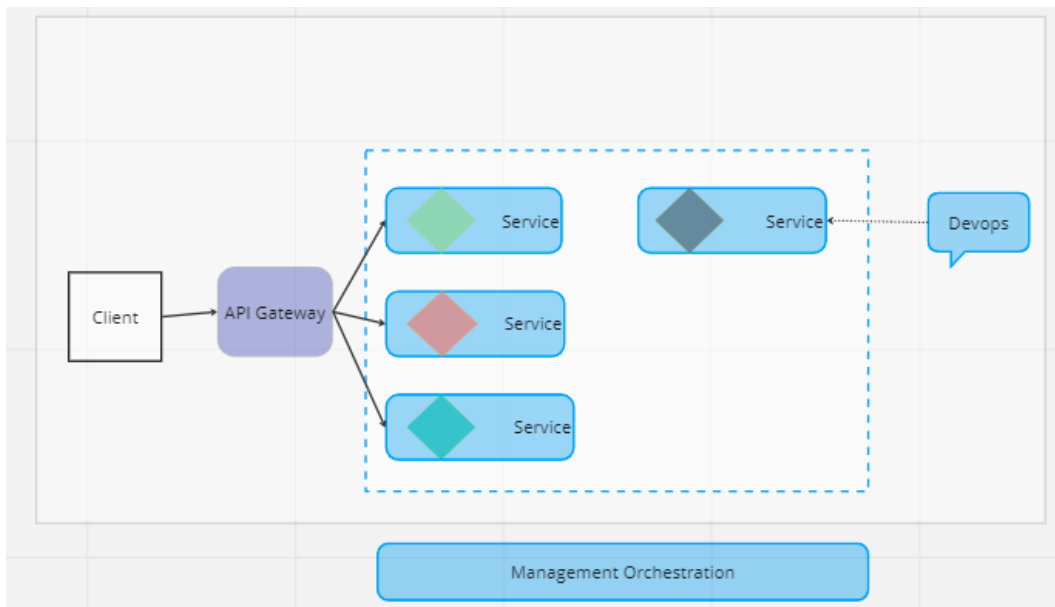 Service
Service
Devops
Client
API Gateway
Service
Service
Management Orchestration